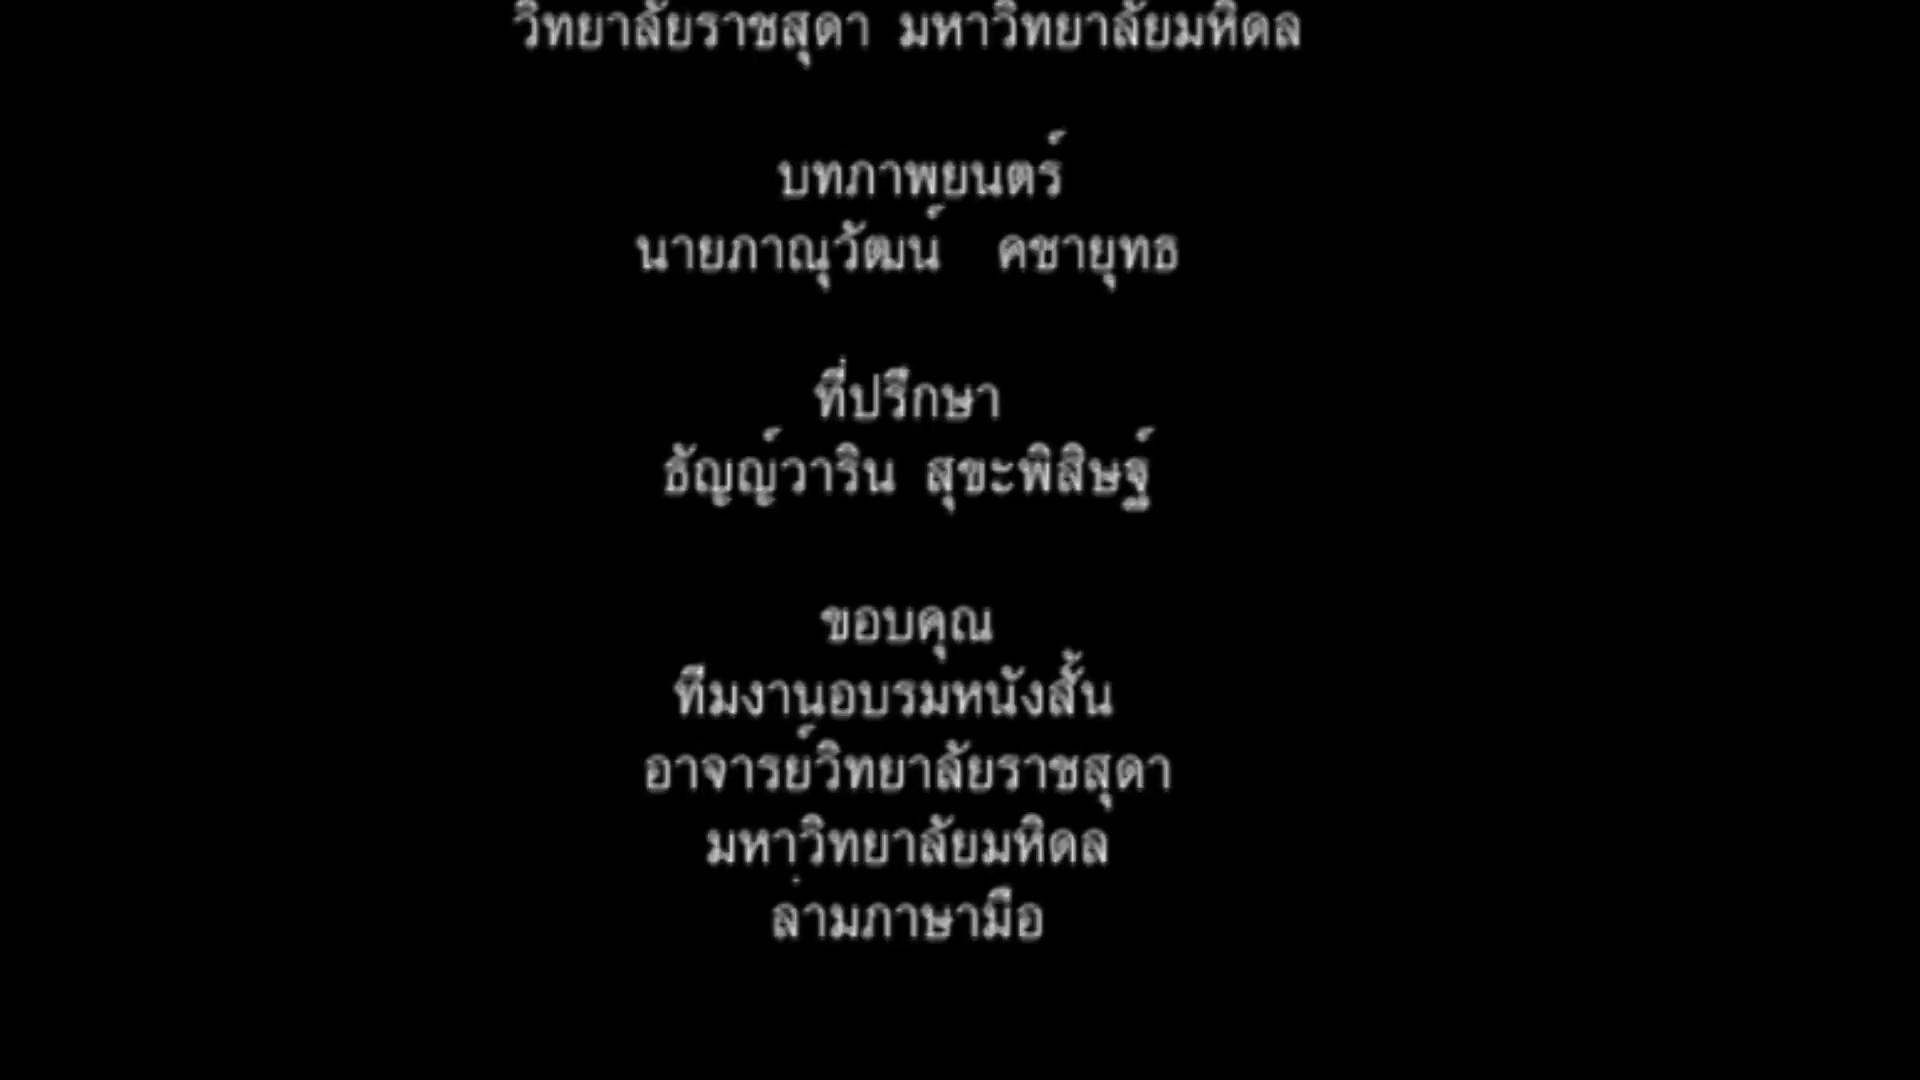 วิทยาลัยราชสุดา มหาวิทยาลัยมหิดล
บทภาพยนตร์
นายภาณุวัฒน์ คชายุทธ
ที่ปรึกษา
ธัญญ์วาริน สุขะพิสิษฐ์
ขอบคุณ
ทีมงานอบรมหนังสั้น
อาจารย์วิทยาลัยราชสุดา
มหาวิทยาลัยมหิดล
ล่ามภาษามือ